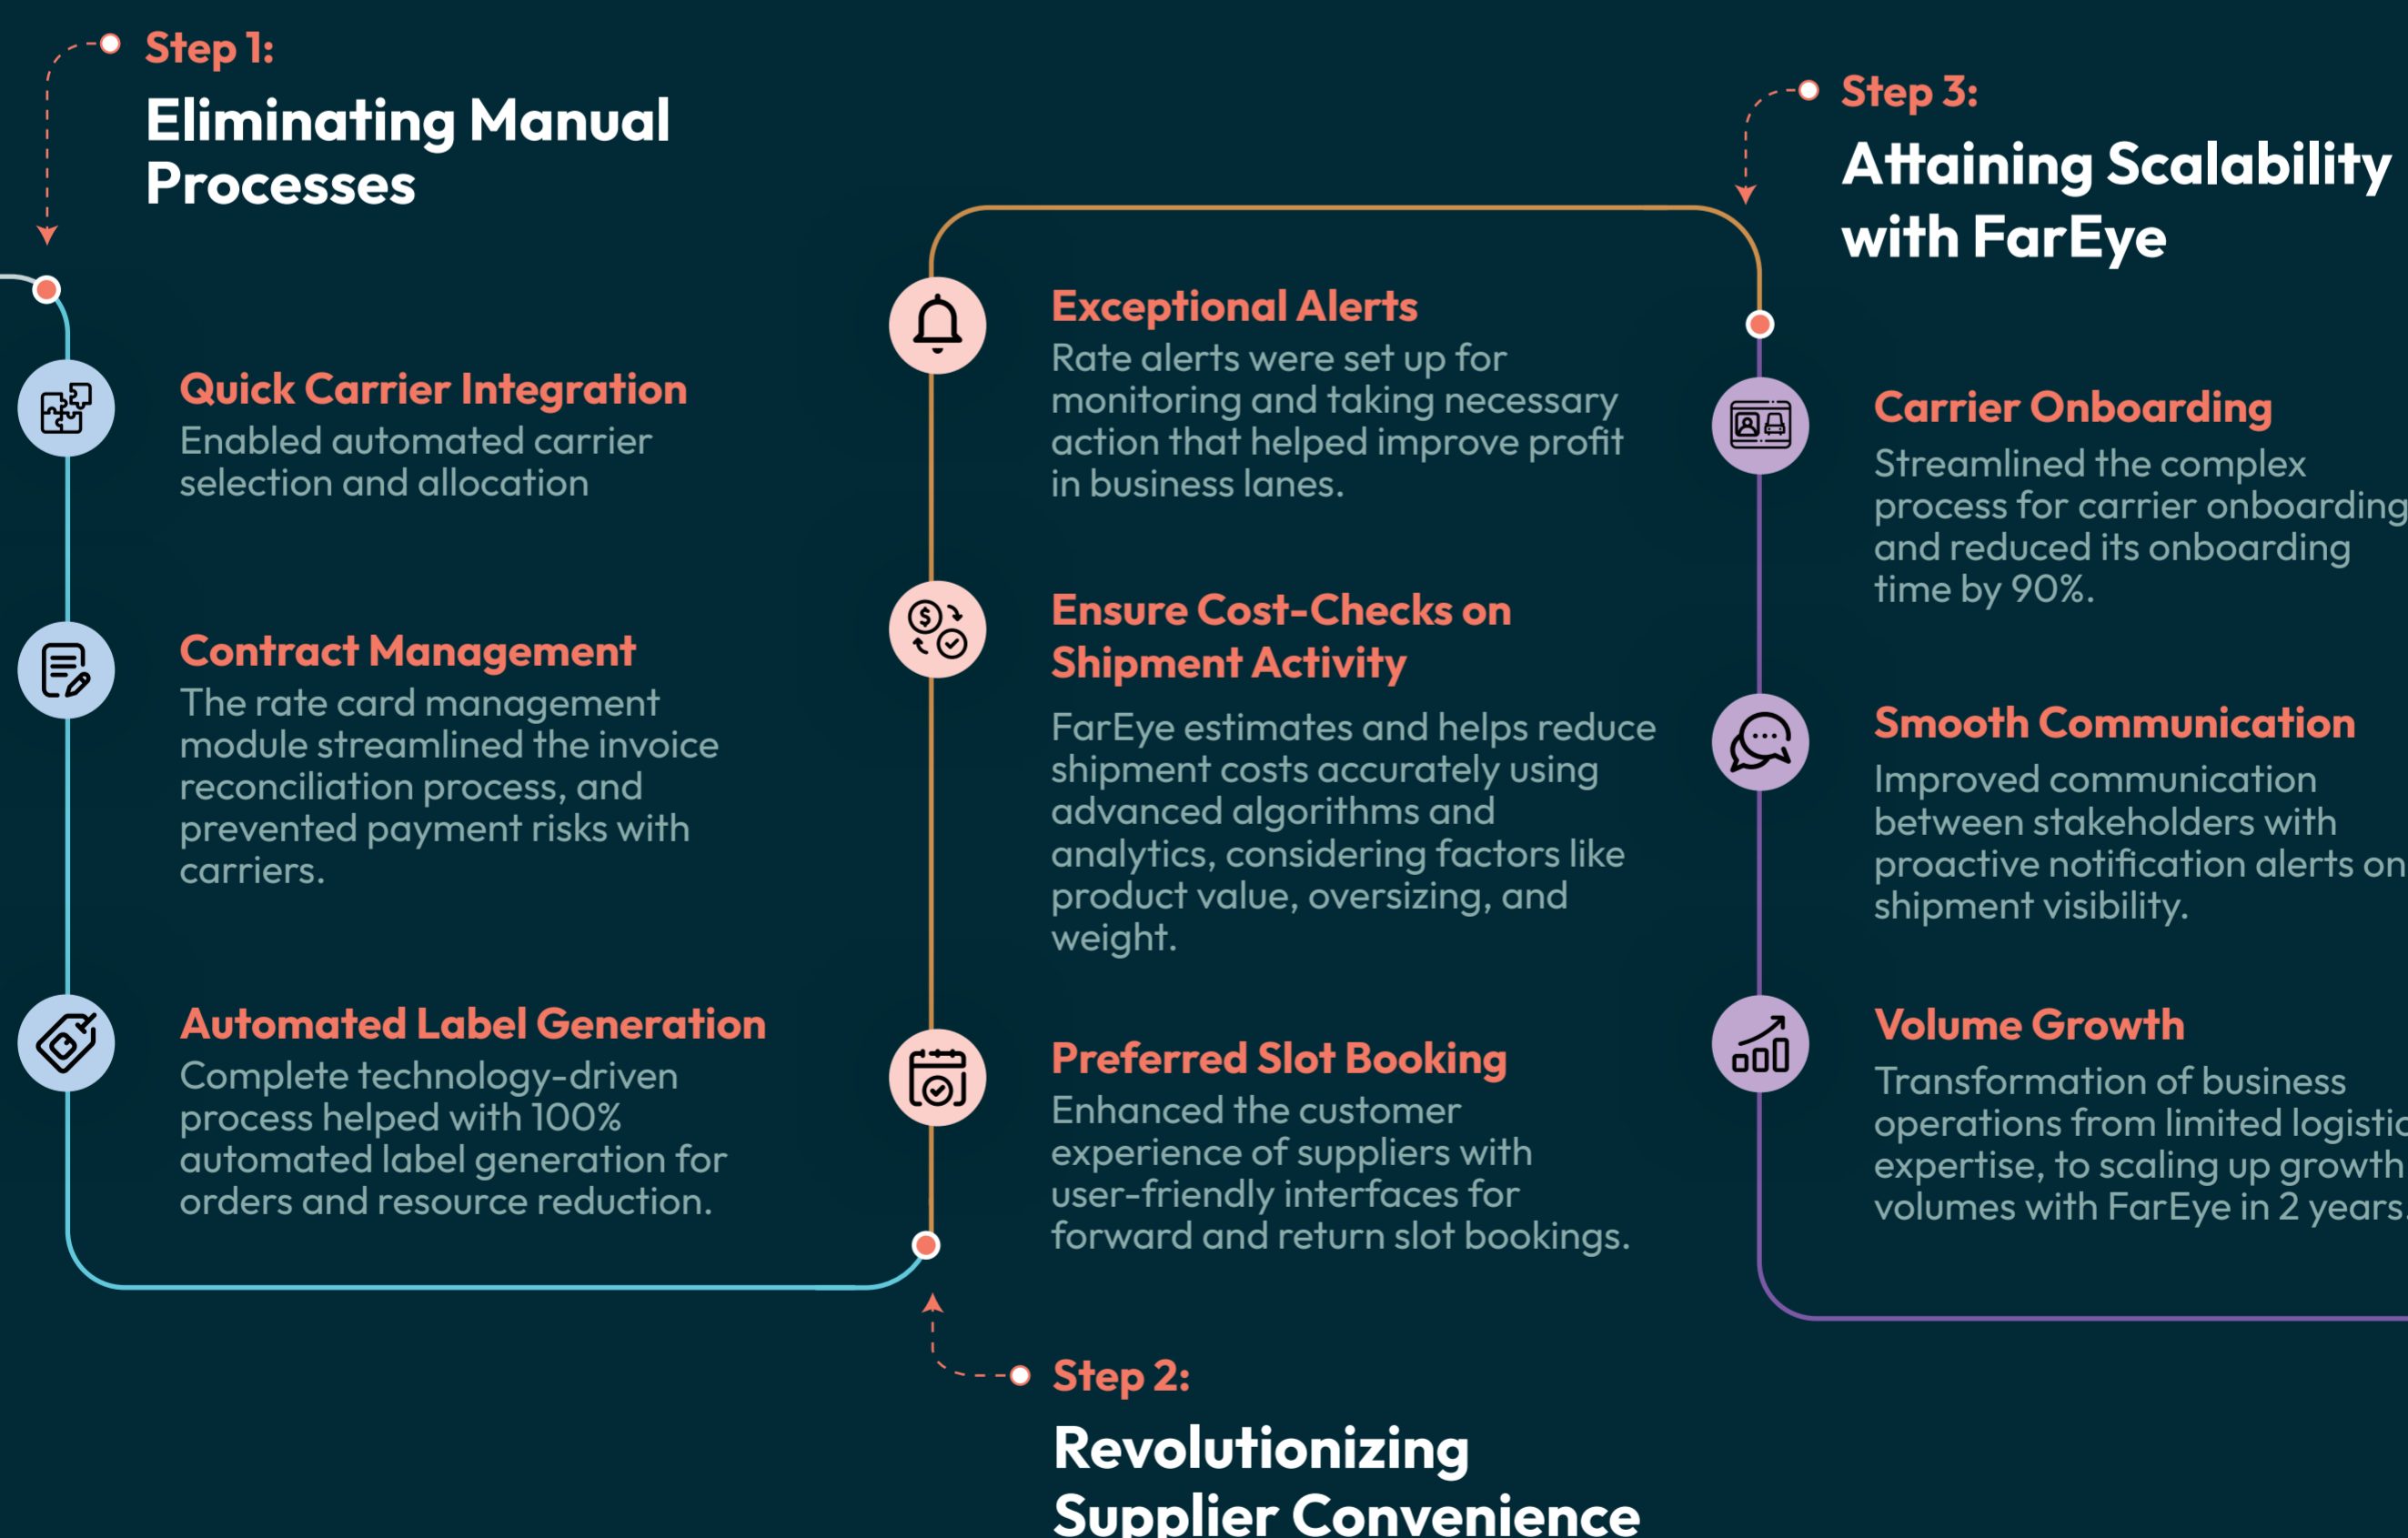 Step 1:
Eliminating Manual
Processes
Quick Carrier Integration
Enabled automated carrier
selection and allocation
Contract Management
The rate card management
module streamlined the invoice
reconciliation process, and
prevented payment risks with
carriers.
Automated Label Generation
Complete technology-driven
process helped with 100%
automated label generation for
orders and resource reduction.
Exceptional Alerts
Rate alerts were set up for
monitoring and taking necessary
action that helped improve profit
in business lanes.
Ensure Cost-Checks on
Shipment Activity
FarEye estimates and helps reduce
shipment costs accurately using
advanced algorithms and
analytics, considering factors like
product value, oversizing, and
weight.
Preferred Slot Booking
Enhanced the customer
experience of suppliers with
user-friendly interfaces for
forward and return slot bookings.
Step 2:
Revolutionizing
Supplier Convenience
Step 3:
Attaining Scalability
with FarEye
Carrier Onboarding
Streamlined the complex
process for carrier onboarding
and reduced its onboarding
time by 90%.
Smooth Communication
Improved communication
between stakeholders with
proactive notification alerts on
shipment visibility.
Volume Growth
Transformation of business
operations from limited
expertise, to scaling up growth
volumes with FarEye in 2 years.